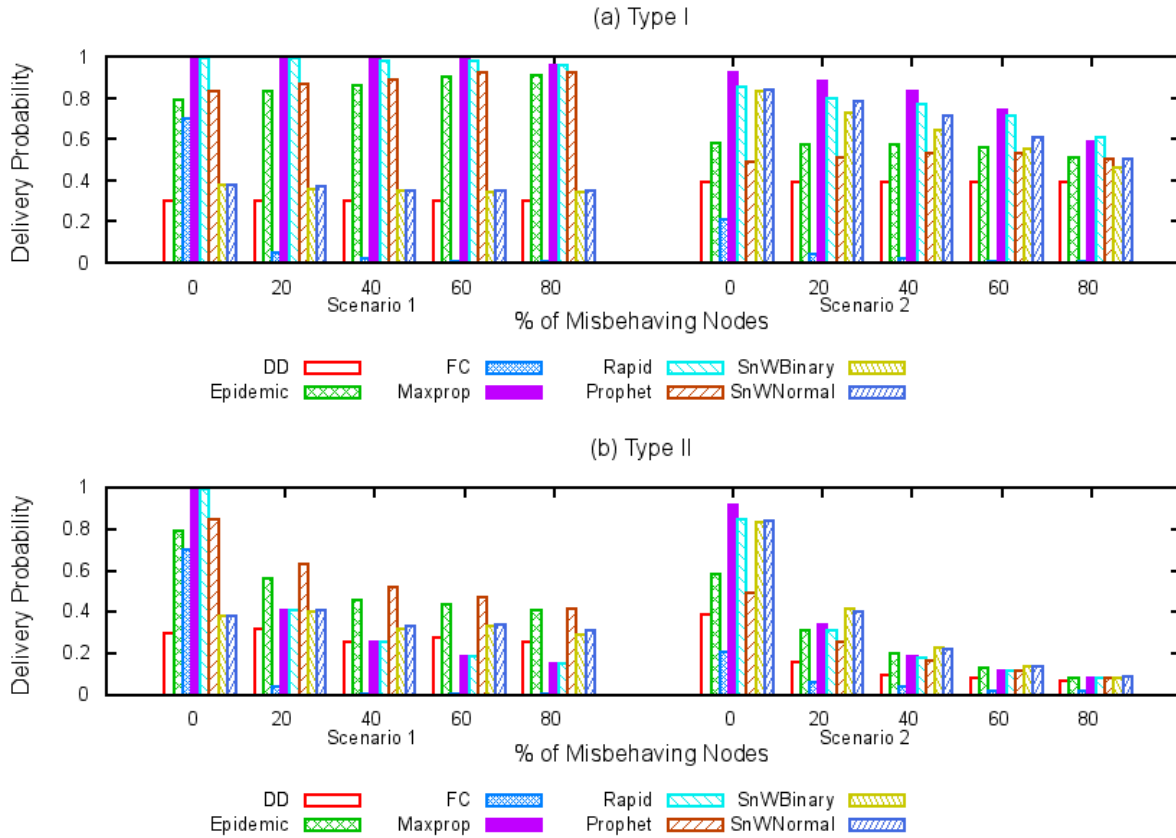 (a) Type I
Delivery Probability
1
0.8
0.6
0.4
0.2
0
0 20 40 60 80 0 20 40 60 80
Scenario 1 Scenario 2
% of Misbehaving Nodes
DD FC Rapid SnWBinary
Epidemic Maxprop Prophet SnWNormal
(b) Type II
Delivery Probability
1
0.8
0.6
0.4
0.2
0
0 20 40 60 80 0 20 40 60 80
Scenario 1 Scenario 2
% of Misbehaving Nodes
DD FC Rapid SnWBinary
Epidemic Maxprop Prophet SnWNormal